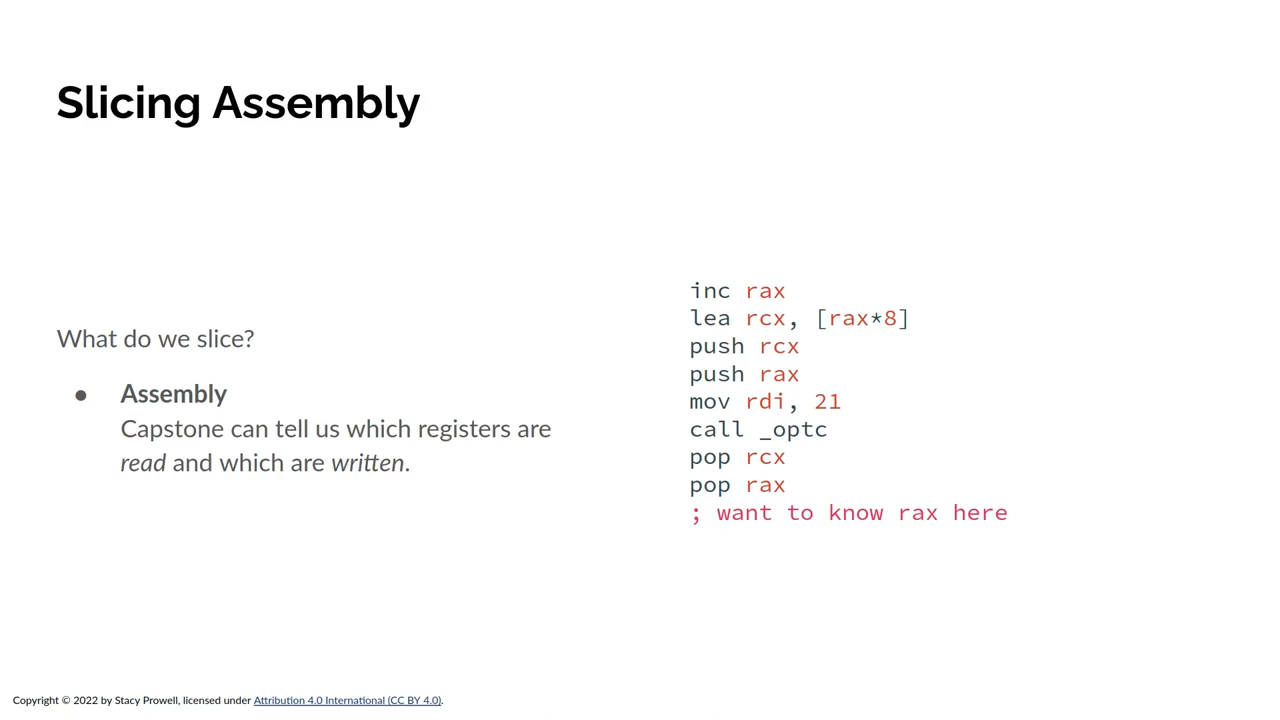 Slicing Assembly
What do we slice?
● Assembly
Capstone can tell us which registers are
read and which are written.
inc rax
lea rcx, [rax*8]
push rcx
push rax
mov rdi, 21
call _optc
pop rcx
pop rax
; want to know rax here
Copyright © 2022 by Stacy Prowell, licensed under Attribution 4.0 International (CC BY 4.0).